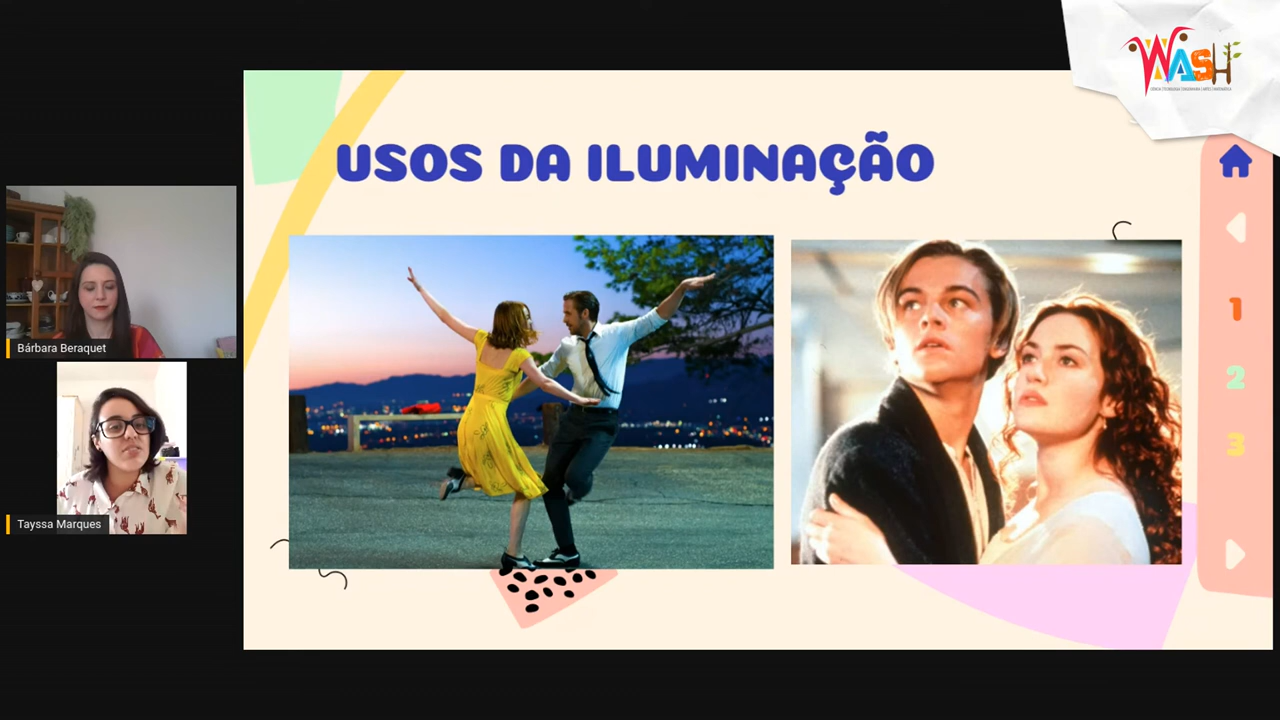 WASH
USOS DA ILUMINAÇÃO
1
2
3
Bárbara Beraquet
Tayssa Marques